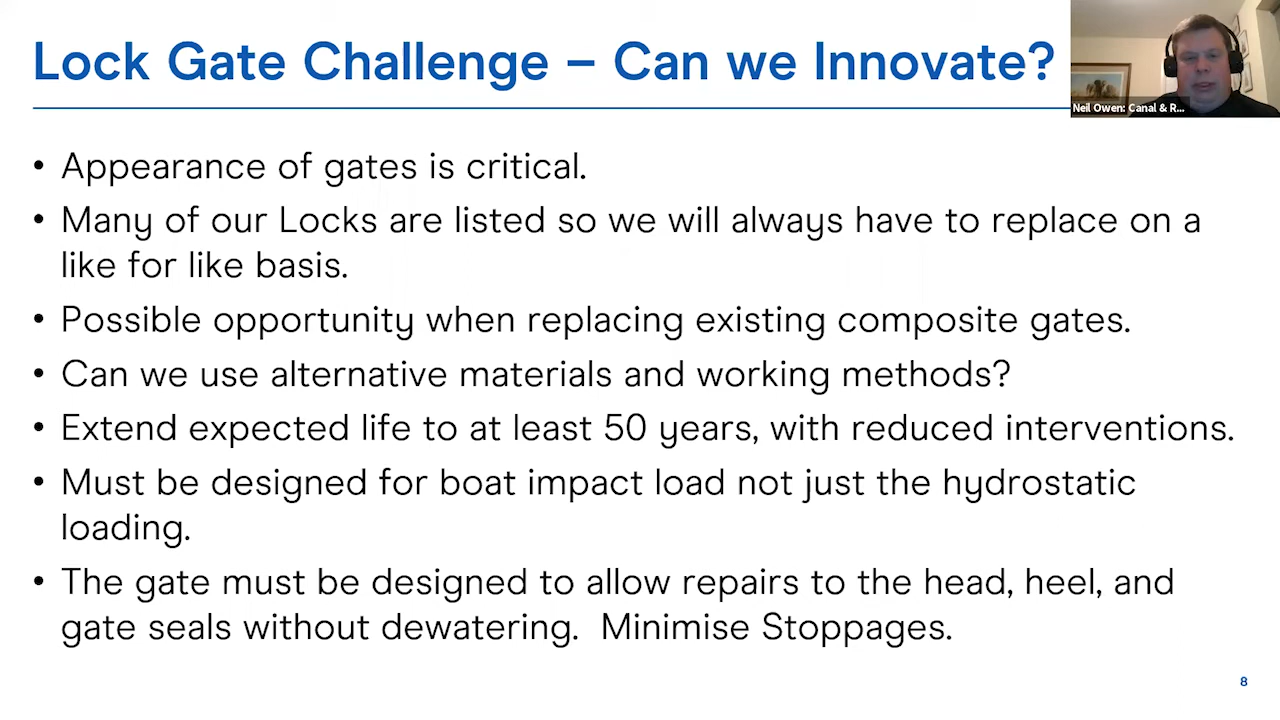 Lock Gate Challenge – Can we Innovate?
Neil Owen: Canal & R...
• Appearance of gates is critical.
• Many of our Locks are listed so we will always have to replace on a
like for like basis.
• Possible opportunity when replacing existing composite gates.
• Can we use alternative materials and working methods?
• Extend expected life to at least 50 years, with reduced interventions.
• Must be designed for boat impact load not just the hydrostatic
loading.
• The gate must be designed to allow repairs to the head, heel, and
gate seals without dewatering.  Minimise Stoppages.
8